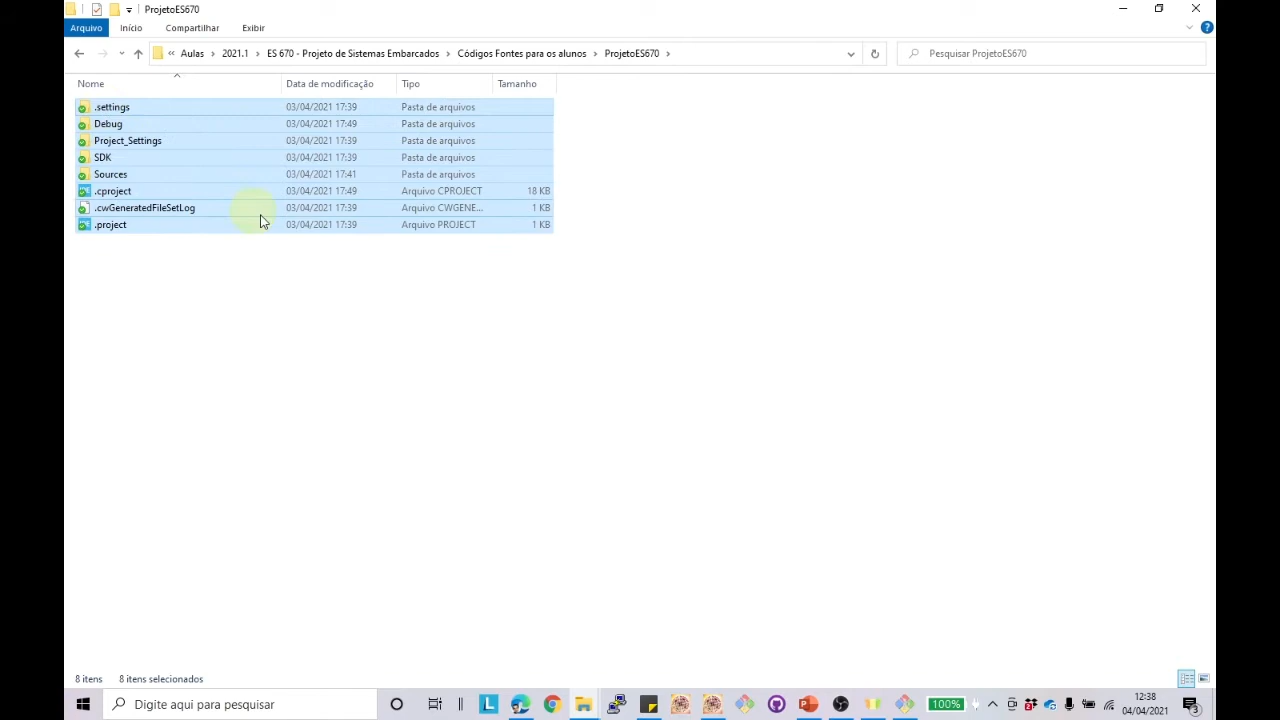 ProjetoES670
Arquivo Início Compartilhar Exibir
« Aulas › 2021.1 › ES 670 - Projeto de Sistemas Embarcados › Códigos Fontes para os alunos › ProjetoES670 ›
Pesquisar ProjetoES670
Nome Data de modificação Tipo Tamanho
.settings 03/04/2021 17:39 Pasta de arquivos
Debug 03/04/2021 17:49 Pasta de arquivos
Project_Settings 03/04/2021 17:39 Pasta de arquivos
SDK 03/04/2021 17:39 Pasta de arquivos
Sources 03/04/2021 17:41 Pasta de arquivos
.cproject 03/04/2021 17:49 Arquivo CPROJECT 18 KB
.cwGeneratedFileSetLog 03/04/2021 17:39 Arquivo CWGENE... 1 KB
.project 03/04/2021 17:39 Arquivo PROJECT 1 KB
8 itens 8 itens selecionados
Digite aqui para pesquisar
100%
12:38
04/04/2021
3